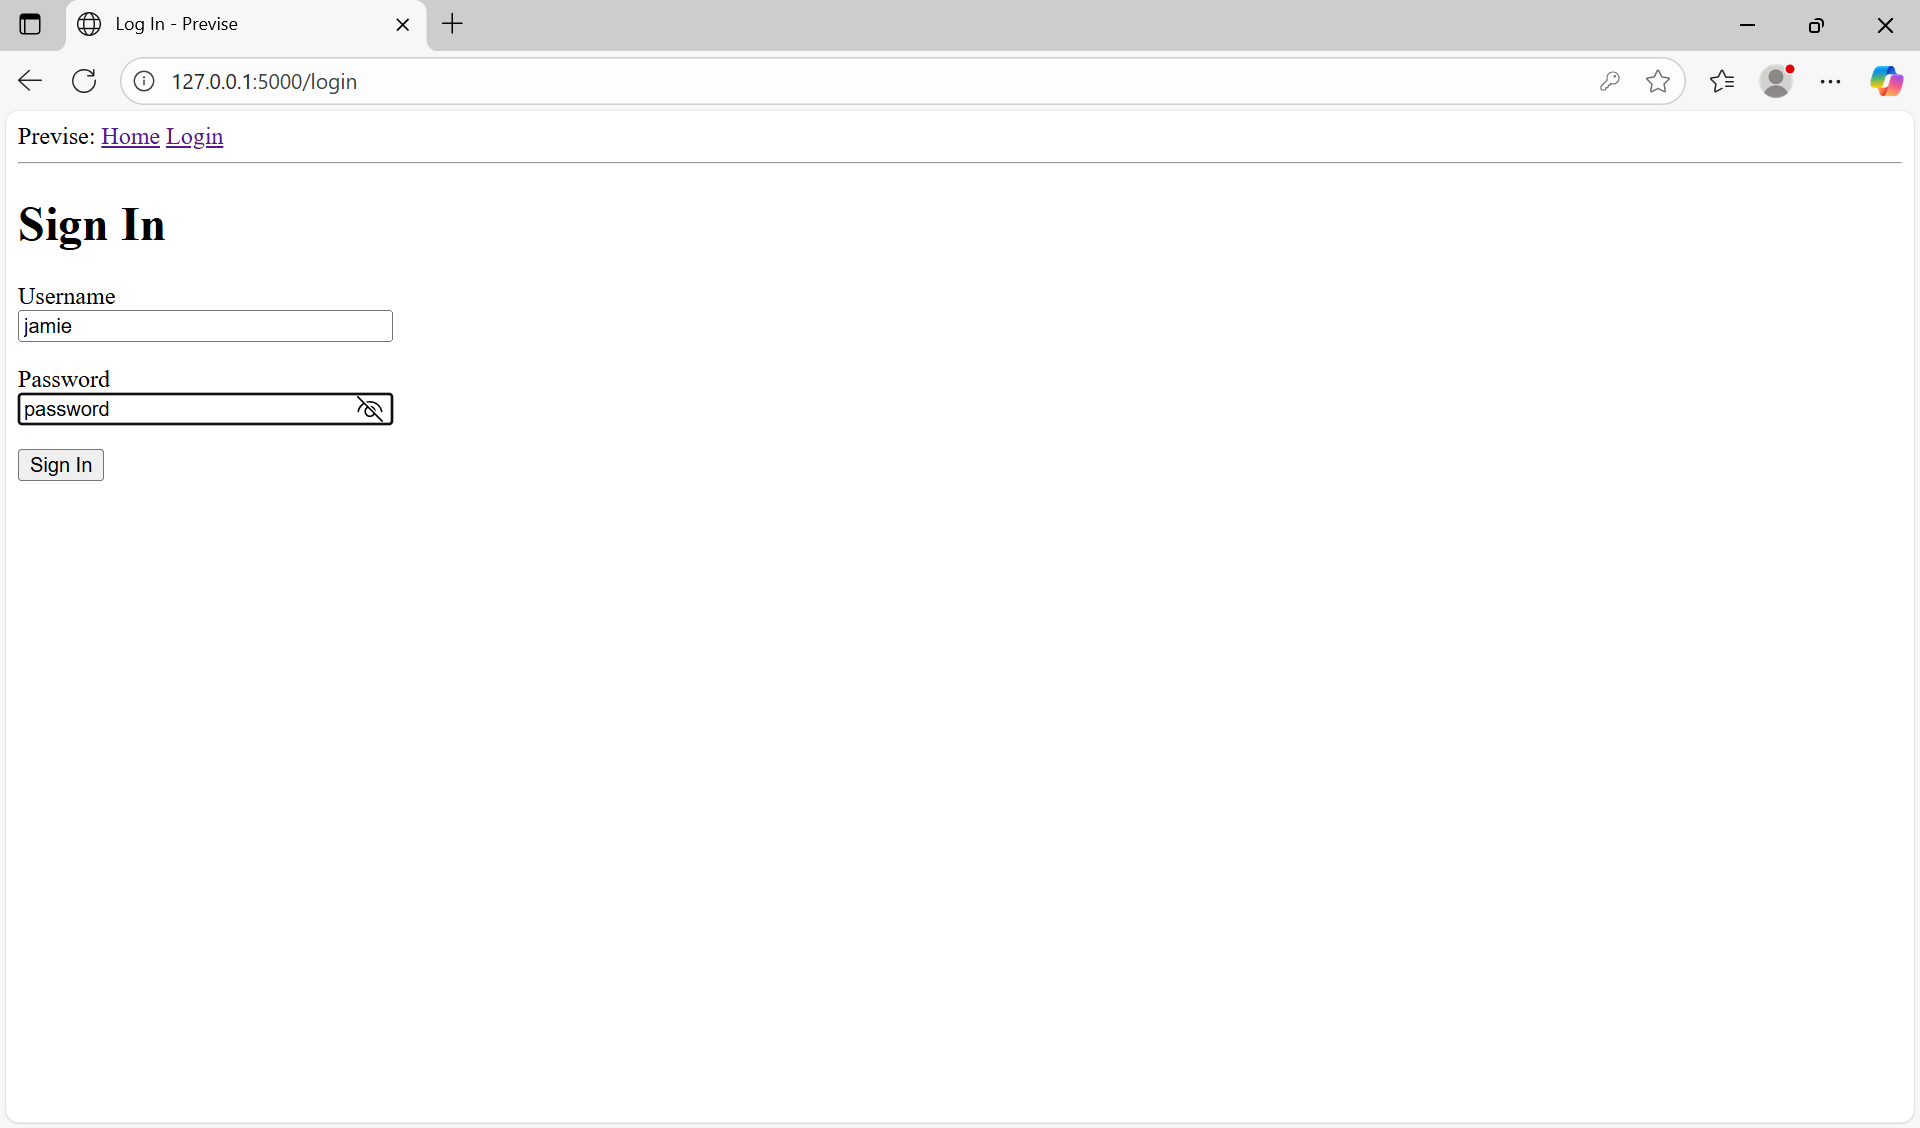 Log In - Previse
127.0.0.1:5000/login
Previse: Home Login
Sign In
Username
jamie
Password
password
Sign In